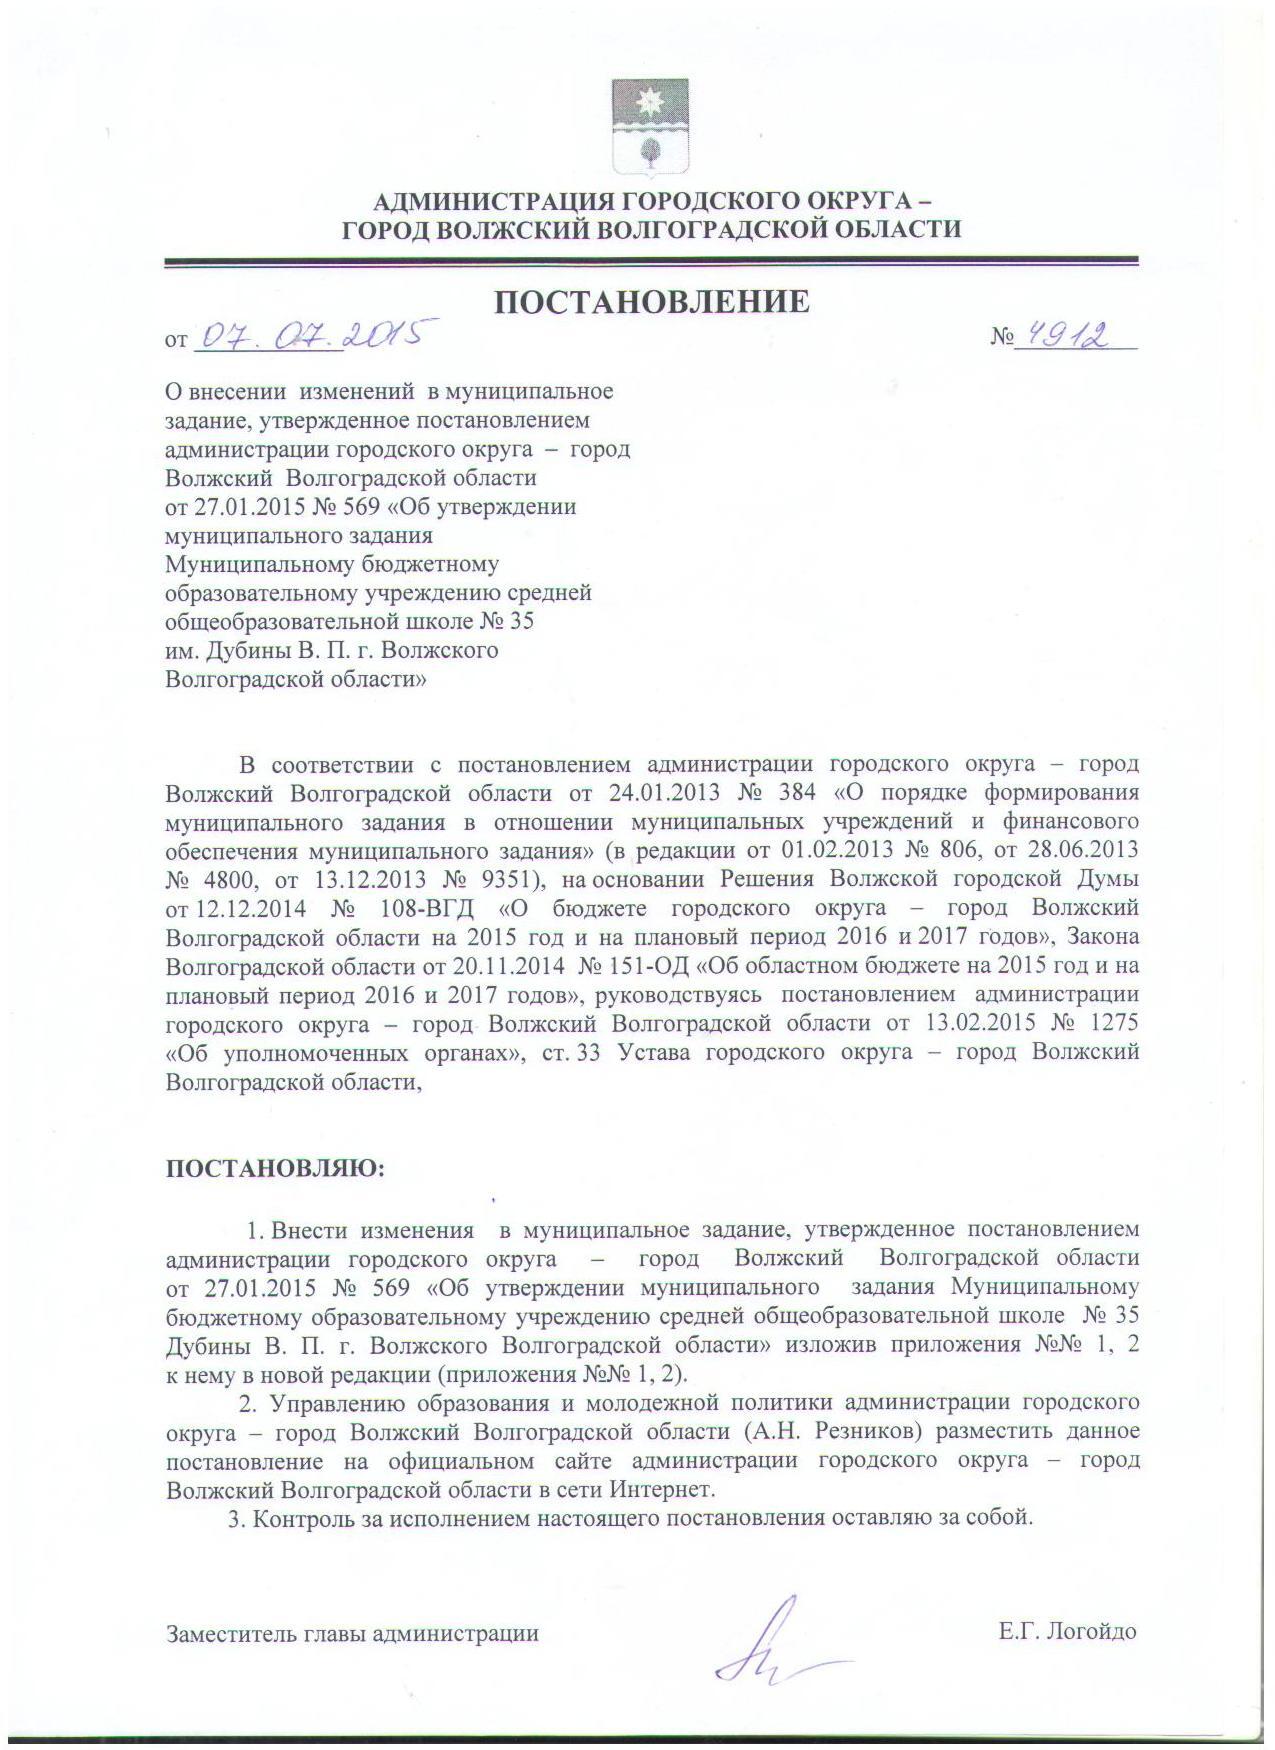 АДМИНИСТРАЦИЯ ГОРОДСКОГО ОКРУГА –
ГОРОД ВОЛЖСКИЙ ВОЛГОГРАДСКОЙ ОБЛАСТИ
ПОСТАНОВЛЕНИЕ
от 07.07.2015 № 4912
О внесении изменений в муниципальное
задание, утвержденное постановлением
администрации городского округа – город
Волжский Волгоградской области
от 27.01.2015 № 569 «Об утверждении
муниципального задания
Муниципальному бюджетному
образовательному учреждению средней
общеобразовательной школе № 35
им. Дубины В. П. г. Волжского
Волгоградской области»
В соответствии с постановлением администрации городского округа – город
Волжский Волгоградской области от 24.01.2013 № 384 «О порядке формирования
муниципального задания в отношении муниципальных учреждений и финансового
обеспечения муниципального задания» (в редакции от 01.02.2013 № 806, от 28.06.2013
№ 4800, от 13.12.2013 № 9351), на основании Решения Волжской городской Думы
от 12.12.2014 № 108-ВГД «О бюджете городского округа – город Волжский
Волгоградской области на 2015 год и на плановый период 2016 и 2017 годов», Закона
Волгоградской области от 20.11.2014 № 151-ОД «Об областном бюджете на 2015 год и на
плановый период 2016 и 2017 годов», руководствуясь постановлением администрации
городского округа – город Волжский Волгоградской области от 13.02.2015 № 1275
«Об уполномоченных органах», ст. 33 Устава городского округа – город Волжский
Волгоградской области,
ПОСТАНОВЛЯЮ:
1. Внести изменения в муниципальное задание, утвержденное постановлением
администрации городского округа – город Волжский Волгоградской области
от 27.01.2015 № 569 «Об утверждении муниципального задания Муниципальному
бюджетному образовательному учреждению средней общеобразовательной школе № 35
Дубины В. П. г. Волжского Волгоградской области» изложив приложения №№ 1, 2
к нему в новой редакции (приложения №№ 1, 2).
2. Управлению образования и молодежной политики администрации городского
округа – город Волжский Волгоградской области (А.Н. Резников) разместить данное
постановление на официальном сайте администрации городского округа – город
Волжский Волгоградской области в сети Интернет.
3. Контроль за исполнением настоящего постановления оставляю за собой.
Заместитель главы администрации Е.Г. Логойдо